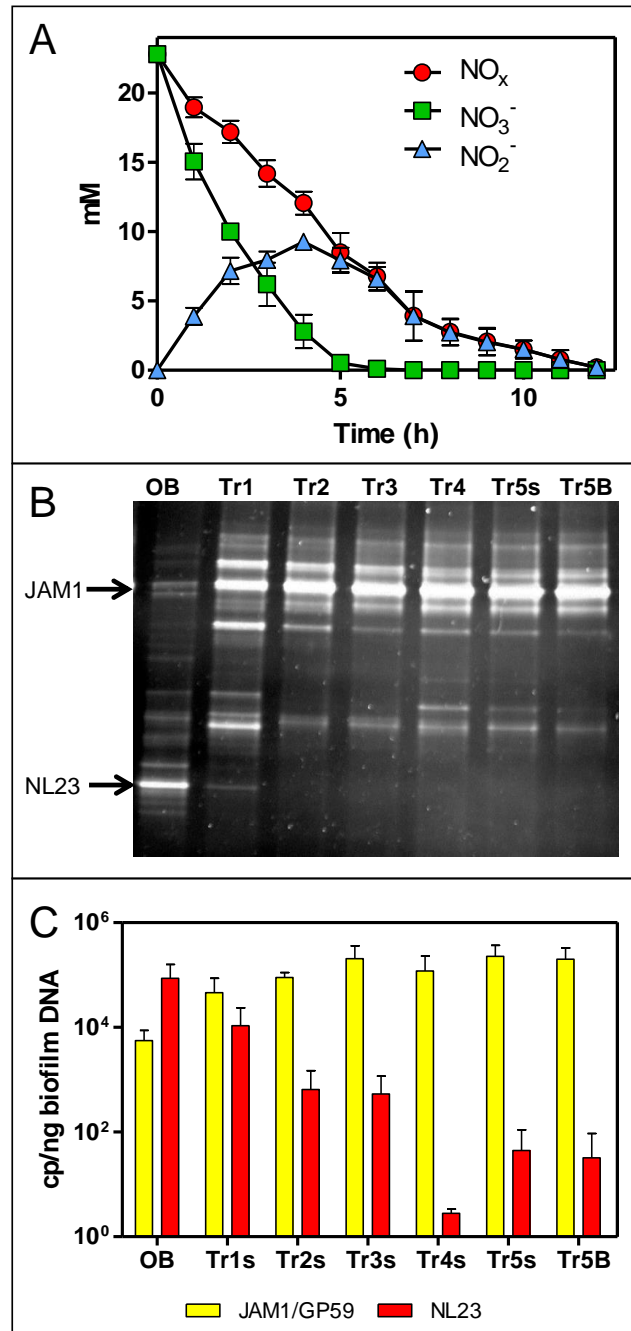 A
20
15
10
5
0
mM
NOx
NO3-
NO2-
0
5
10
Time (h)
B
OB Tr1 Tr2 Tr3 Tr4 Tr5s Tr5B
JAM1
NL23
C
10^6
10^4
10^2
10^0
cp/ng biofilm DNA
OB Tr1s Tr2s Tr3s Tr4s Tr5s Tr5B
JAM1/GP59 NL23